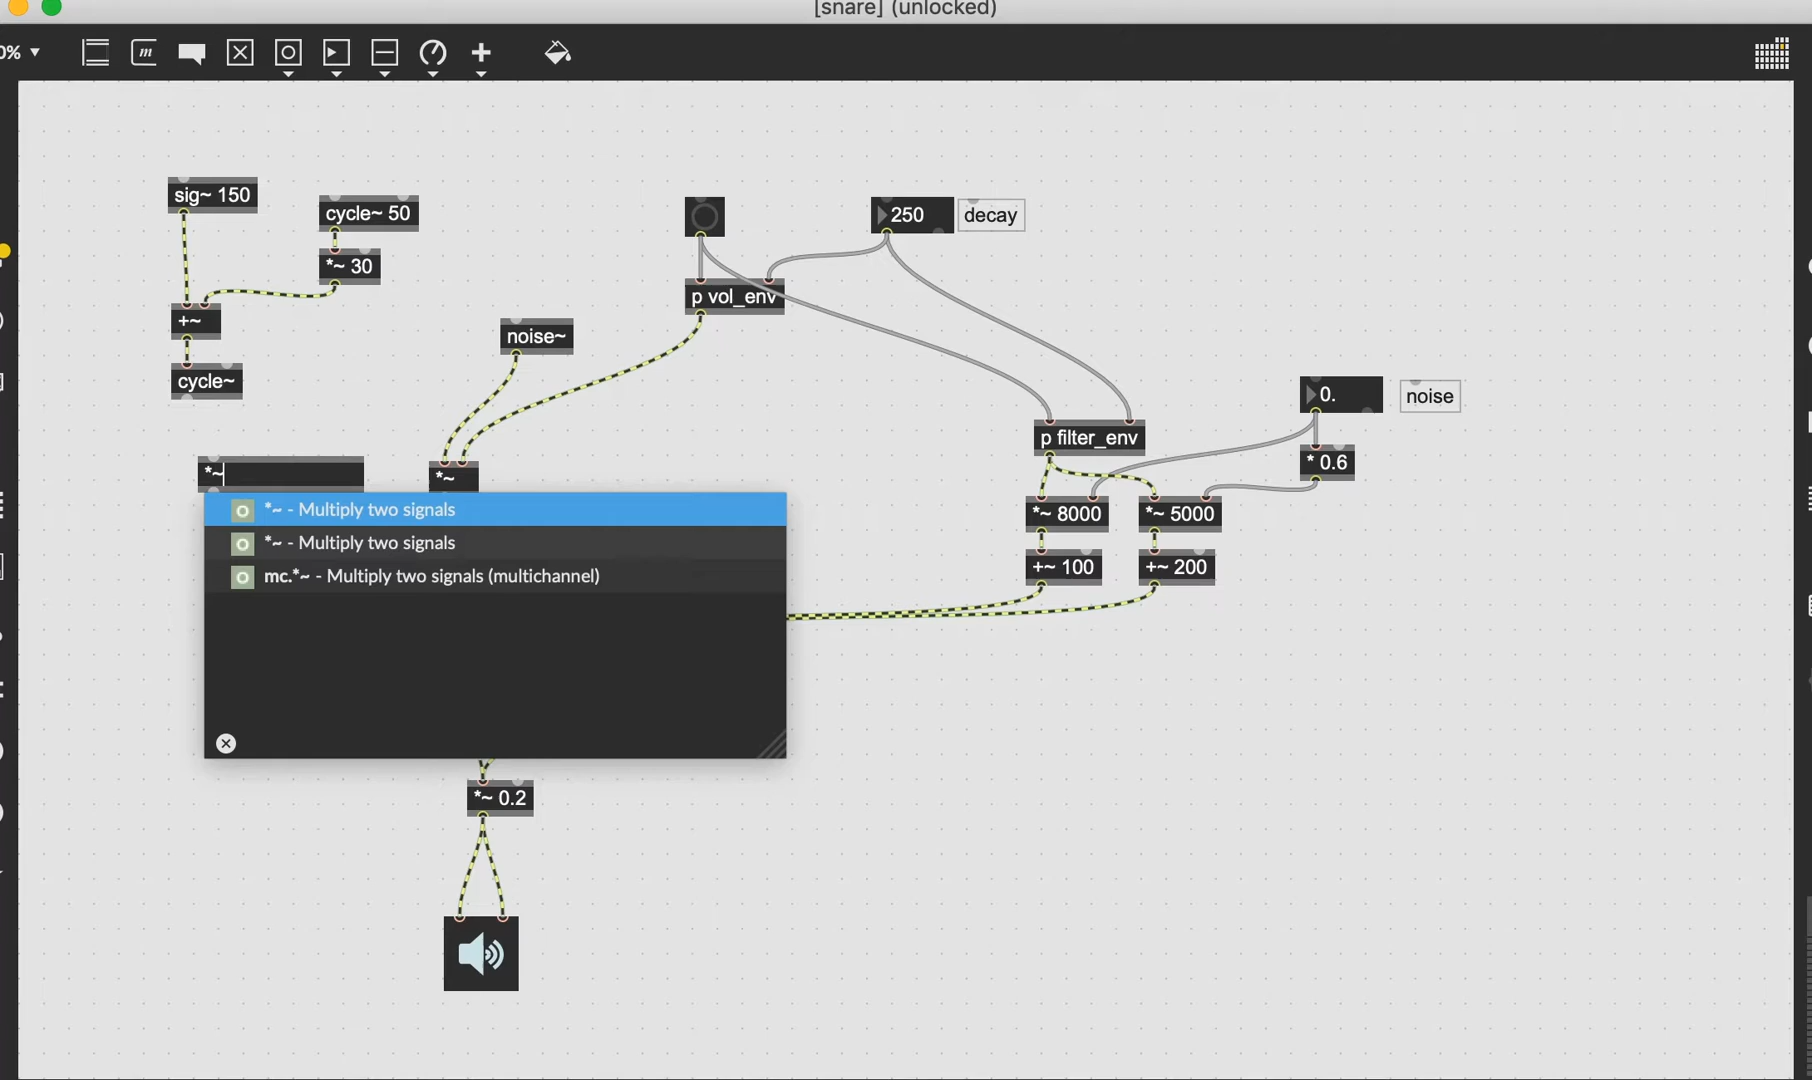 [snare] (unlocked)
0%
m
sig~ 150
cycle~ 50
*~ 30
+~
cycle~
noise~
250
decay
p vol_env
0.
noise
p filter_env
* 0.6
*~
*~
*~ 8000
*~ 5000
+~ 100
+~ 200
*~ - Multiply two signals
*~ - Multiply two signals
mc.*~ - Multiply two signals (multichannel)
*~ 0.2